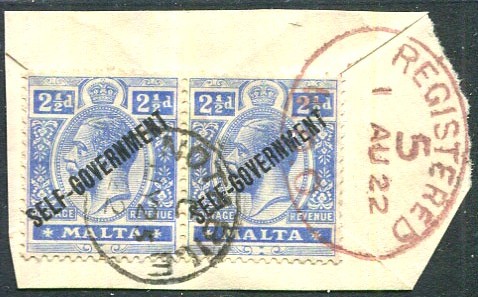 2½d 2½d 2½d 2½d
SELF-GOVERNMENT SELF-GOVERNMENT
POSTAGE REVENUE POSTAGE REVENUE
MALTA MALTA
NOTABILE
REGISTERED
5
1 AU 22